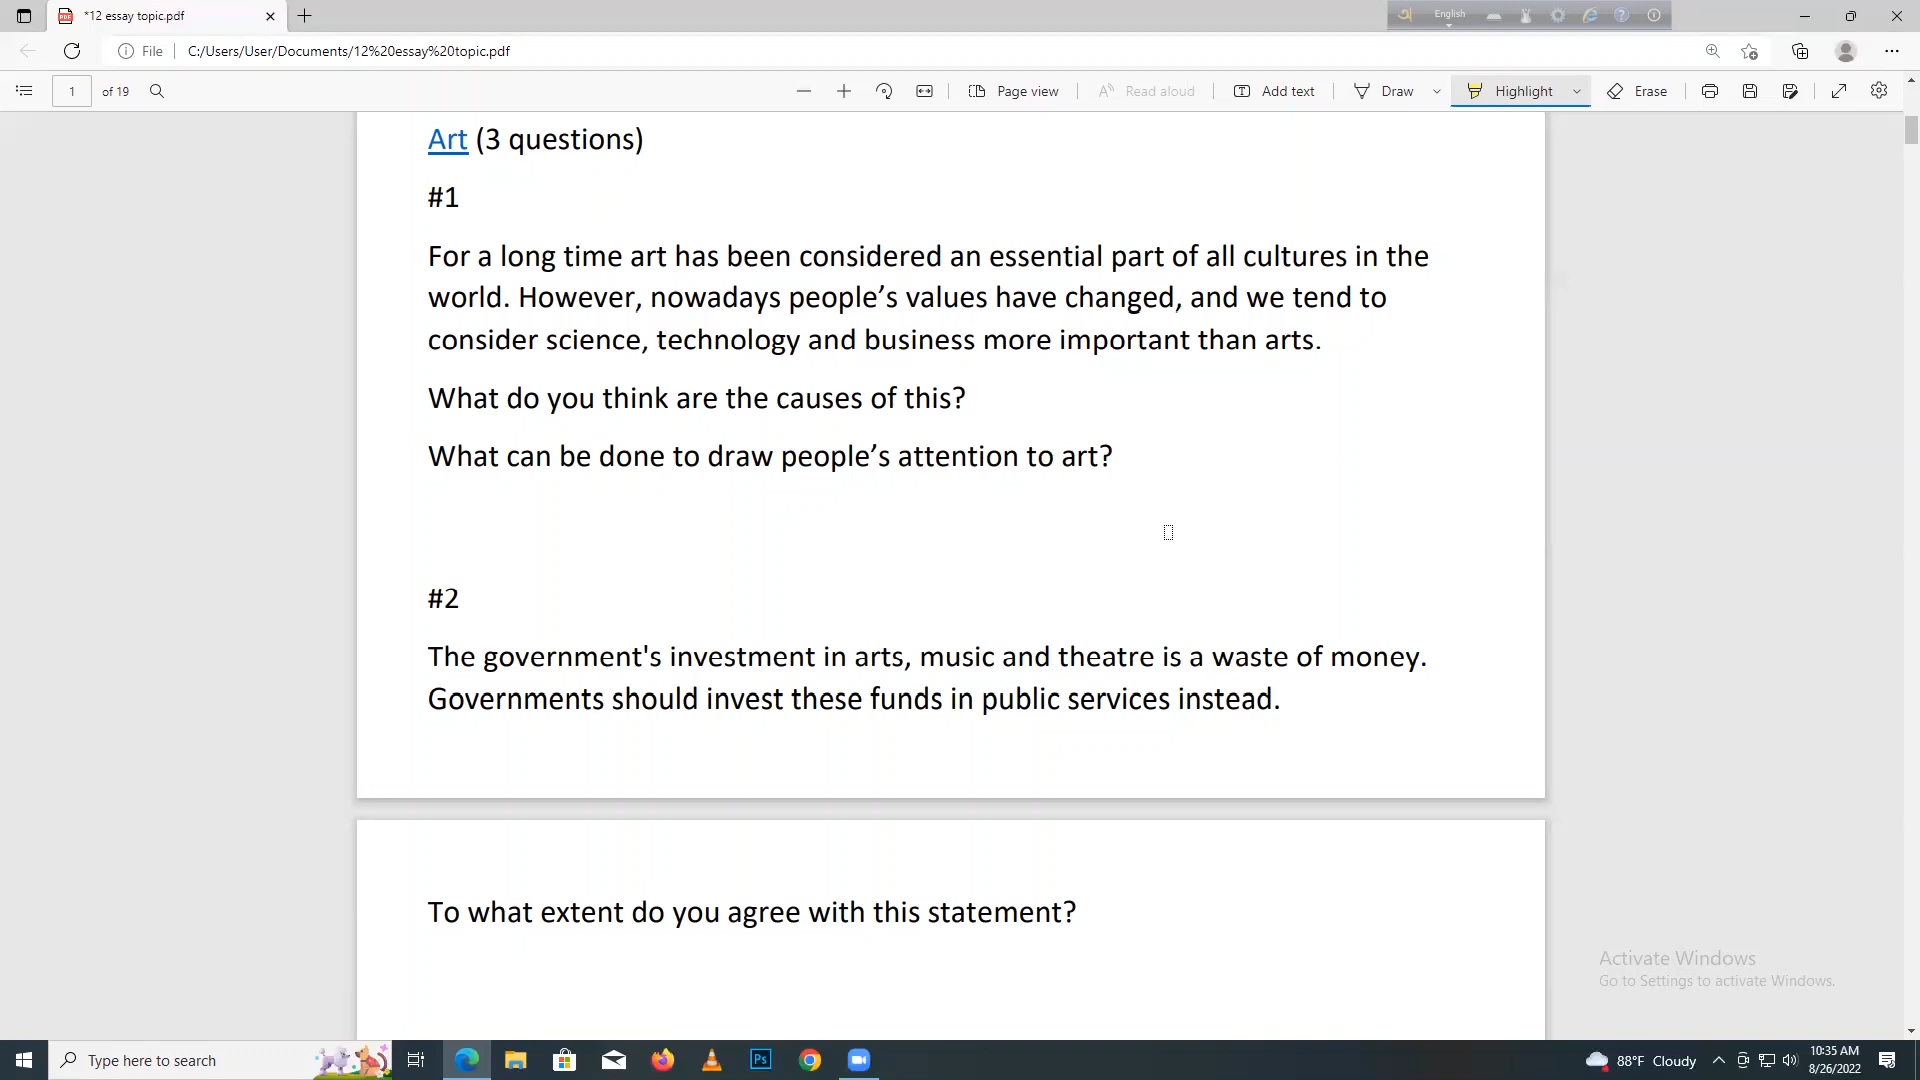 *12 essay topic.pdf
English
File
C:/Users/User/Documents/12%20essay%20topic.pdf
1 of 19
Page view
Read aloud
Add text
Draw
Highlight
Erase
Art (3 questions)
#1
For a long time art has been considered an essential part of all cultures in the
world. However, nowadays people’s values have changed, and we tend to
consider science, technology and business more important than arts.
What do you think are the causes of this?
What can be done to draw people’s attention to art?
#2
The government's investment in arts, music and theatre is a waste of money.
Governments should invest these funds in public services instead.
To what extent do you agree with this statement?
Activate Windows
Go to Settings to activate Windows.
Type here to search
Ps
88°F Cloudy
10:35 AM
8/26/2022